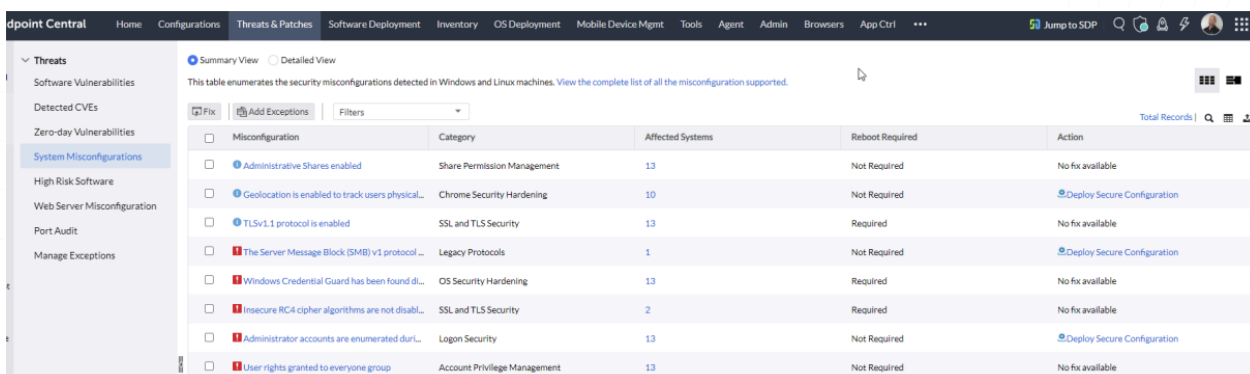 dpoint Central Home Configurations Threats & Patches Software Deployment Inventory OS Deployment Mobile Device Mgmt Tools Agent Admin Browsers App Ctrl ••• Jump to SDP
Threats
Software Vulnerabilities
Detected CVEs
Zero-day Vulnerabilities
System Misconfigurations
High Risk Software
Web Server Misconfiguration
Port Audit
Manage Exceptions
Summary View Detailed View
This table enumerates the security misconfigurations detected in Windows and Linux machines. View the complete list of all the misconfiguration supported.
Fix Add Exceptions Filters
Total Records |
Misconfiguration Category Affected Systems Reboot Required Action
Administrative Shares enabled Share Permission Management 13 Not Required No fix available
Geolocation is enabled to track users physical... Chrome Security Hardening 10 Not Required Deploy Secure Configuration
TLSv1.1 protocol is enabled SSL and TLS Security 13 Required No fix available
The Server Message Block (SMB) v1 protocol ... Legacy Protocols 1 Not Required Deploy Secure Configuration
Windows Credential Guard has been found di... OS Security Hardening 13 Required No fix available
Insecure RC4 cipher algorithms are not disabl... SSL and TLS Security 2 Required No fix available
Administrator accounts are enumerated duri... Logon Security 13 Not Required Deploy Secure Configuration
User rights granted to everyone group Account Privilege Management 13 Not Required No fix available